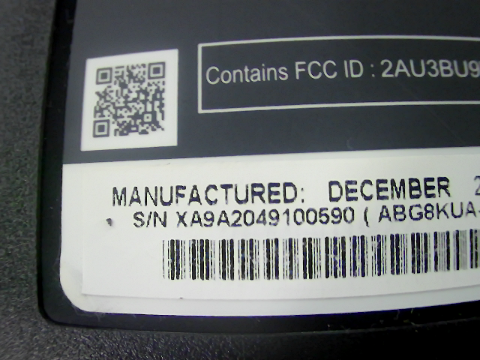 Contains FCC ID : 2AU3BU9
MANUFACTURED: DECEMBER 2
S/N XA9A2049100590 ( ABG8KUA-